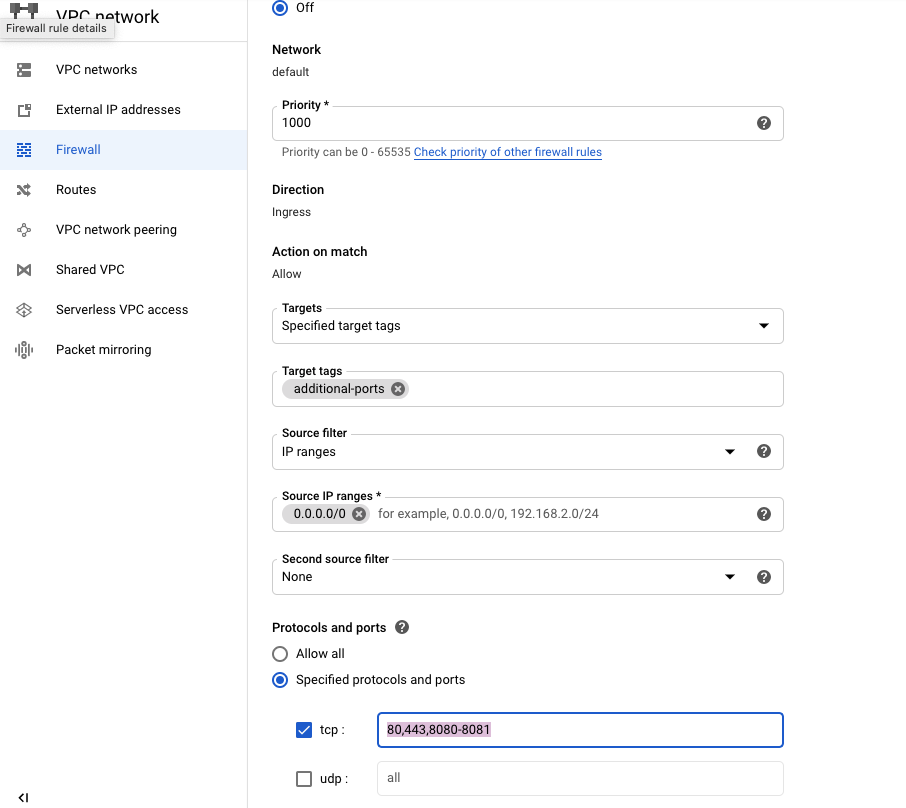 VPC network
Firewall rule details
VPC networks
External IP addresses
Firewall
Routes
VPC network peering
Shared VPC
Serverless VPC access
Packet mirroring
Off
Network
default
Priority *
1000
Priority can be 0 - 65535 Check priority of other firewall rules
Direction
Ingress
Action on match
Allow
Targets
Specified target tags
Target tags
additional-ports
Source filter
IP ranges
Source IP ranges *
0.0.0.0/0 for example, 0.0.0.0/0, 192.168.2.0/24
Second source filter
None
Protocols and ports
Allow all
Specified protocols and ports
tcp : 80,443,8080-8081
udp : all